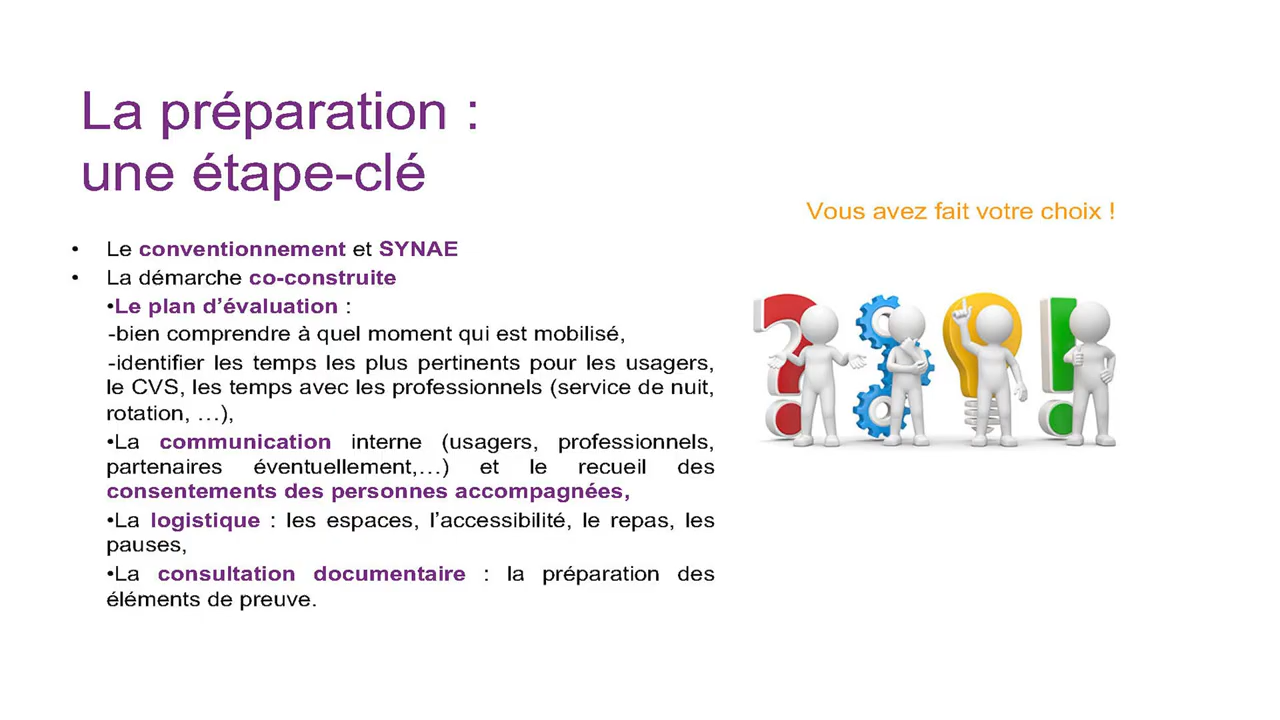 La préparation :
une étape-clé
Vous avez fait votre choix !
• Le conventionnement et SYNAE
• La démarche co-construite
•Le plan d’évaluation :
-bien comprendre à quel moment qui est mobilisé,
-identifier les temps les plus pertinents pour les usagers,
le CVS, les temps avec les professionnels (service de nuit,
rotation, …),
•La communication interne (usagers, professionnels,
partenaires éventuellement,…) et le recueil des
consentements des personnes accompagnées,
•La logistique : les espaces, l’accessibilité, le repas, les
pauses,
•La consultation documentaire : la préparation des
éléments de preuve.